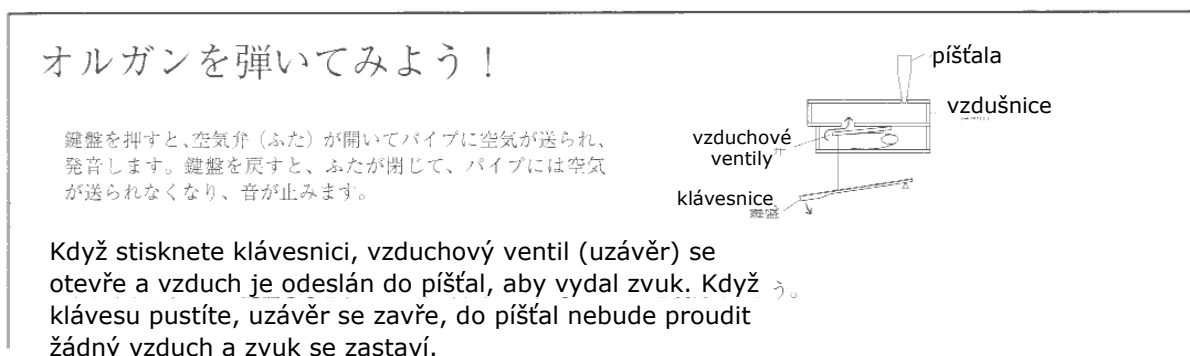 オルガンを弾いてみよう！
píšťala
vzdušnice
鍵盤を押すと、空気弁（ふた）が開いてパイプに空気が送られ、
発音します。鍵盤を戻すと、ふたが閉じて、パイプには空気
が送られなくなり、音が止みます。
vzduchové
ventily
弁
klávesnice
鍵盤
Když stisknete klávesnici, vzduchový ventil (uzávěr) se
otevře a vzduch je odeslán do píšťal, aby vydal zvuk. Když
う。
klávesu pustíte, uzávěr se zavře, do píšťal nebude proudit
žádný vzduch a zvuk se zastaví.